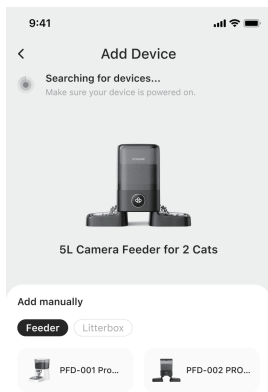 9:41
Add Device
Searching for devices...
Make sure your device is powered on.
5L Camera Feeder for 2 Cats
Add manually
Feeder
Litterbox
PFD-001 Pro...
PFD-002 PRO...